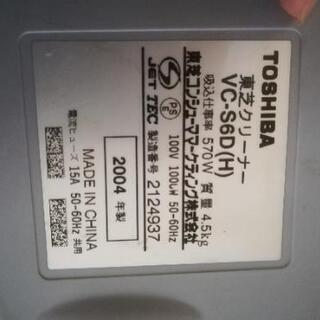 TOSHIBA
東芝クリーナー
VC-S6D(H)
吸込仕事率 570W 質量 4.5kg
100V 1000W 50-60Hz
東芝コンシューママーケティング株式会社
PS
E
S
JET TEC 製造番号 2124937
2004 年製
MADE IN CHINA
電流ヒューズ 15A 50-60Hz 共用